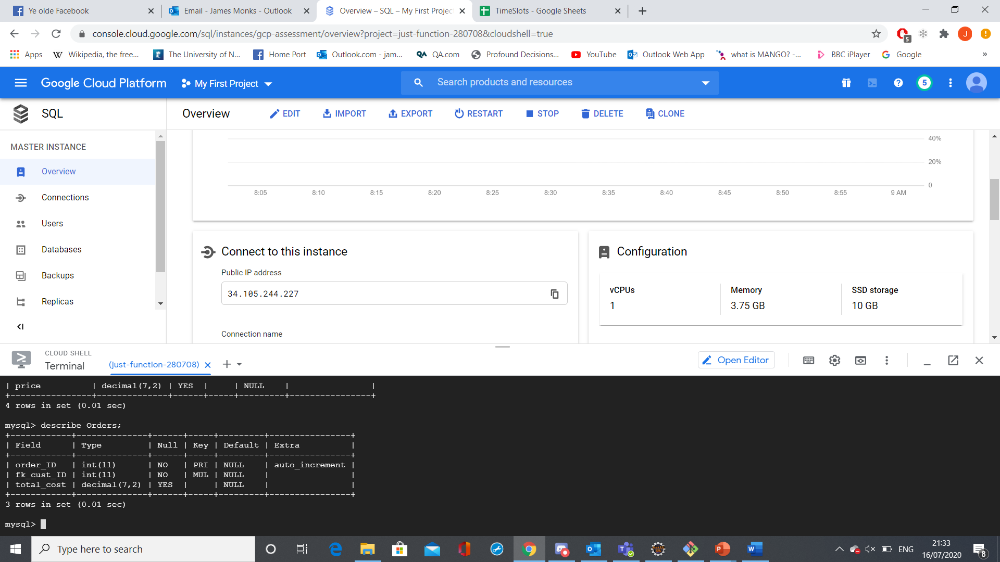 Ye olde Facebook
Email - James Monks - Outlook
Overview – SQL – My First Projec
TimeSlots - Google Sheets
console.cloud.google.com/sql/instances/gcp-assessment/overview?project=just-function-280708&cloudshell=true
5
J
Apps
Wikipedia, the free...
The University of N...
Home Port
Outlook.com - jam...
QA.com
Profound Decisions...
YouTube
Outlook Web App
what is MANGO? -...
BBC iPlayer
Google
»
Google Cloud Platform
My First Project
Search products and resources
5
SQL
Overview
EDIT
IMPORT
EXPORT
RESTART
STOP
DELETE
CLONE
MASTER INSTANCE
Overview
Connections
Users
Databases
Backups
Replicas
40%
20%
0
8:05 8:10 8:15 8:20 8:25 8:30 8:35 8:40 8:45 8:50 8:55 9 AM
Connect to this instance
Public IP address
34.105.244.227
Connection name
Configuration
vCPUs
1
Memory
3.75 GB
SSD storage
10 GB
CLOUD SHELL
Terminal
(just-function-280708)
Open Editor
| price          | decimal(7,2) | YES  |     | NULL    |                |
+----------------+--------------+------+-----+---------+----------------+
4 rows in set (0.01 sec)
mysql> describe Orders;
+------------+--------------+------+-----+---------+----------------+
| Field      | Type         | Null | Key | Default | Extra          |
+------------+--------------+------+-----+---------+----------------+
| order_ID   | int(11)      | NO   | PRI | NULL    | auto_increment |
| fk_cust_ID | int(11)      | NO   | MUL | NULL    |                |
| total_cost | decimal(7,2) | YES  |     | NULL    |                |
+------------+--------------+------+-----+---------+----------------+
3 rows in set (0.01 sec)
mysql>
Type here to search
ENG
21:33
16/07/2020
8